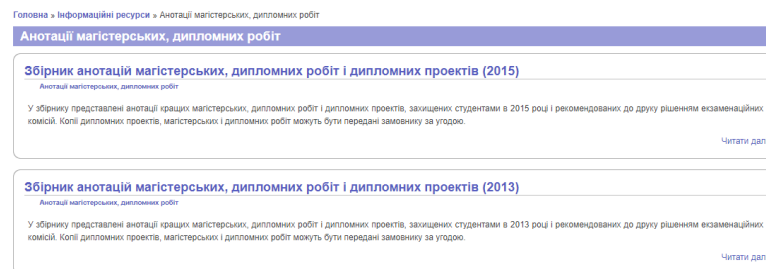 Головна » Інформаційні ресурси » Анотації магістерських, дипломних робіт
Анотації магістерських, дипломних робіт
Збірник анотацій магістерських, дипломних робіт і дипломних проектів (2015)
Анотації магістерських, дипломних робіт
У збірнику представлені анотації кращих магістерських, дипломних робіт і дипломних проектів, захищених студентами в 2015 році і рекомендованих до друку рішенням екзаменаційних
комісій. Копії дипломних проектів, магістерських і дипломних робіт можуть бути передані замовнику за угодою.
Читати дал
Збірник анотацій магістерських, дипломних робіт і дипломних проектів (2013)
Анотації магістерських, дипломних робіт
У збірнику представлені анотації кращих магістерських, дипломних робіт і дипломних проектів, захищених студентами в 2013 році і рекомендованих до друку рішенням екзаменаційних
комісій. Копії дипломних проектів, магістерських і дипломних робіт можуть бути передані замовнику за угодою.
Читати дал